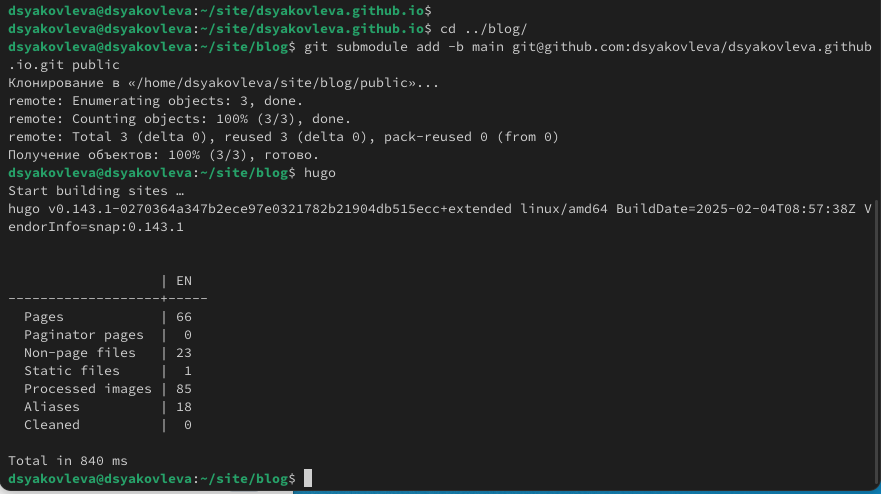 dsyakovleva@dsyakovleva:~/site/dsyakovleva.github.io$
dsyakovleva@dsyakovleva:~/site/dsyakovleva.github.io$ cd ../blog/
dsyakovleva@dsyakovleva:~/site/blog$ git submodule add -b main git@github.com:dsyakovleva/dsyakovleva.github
.io.git public
Клонирование в «/home/dsyakovleva/site/blog/public»...
remote: Enumerating objects: 3, done.
remote: Counting objects: 100% (3/3), done.
remote: Total 3 (delta 0), reused 3 (delta 0), pack-reused 0 (from 0)
Получение объектов: 100% (3/3), готово.
dsyakovleva@dsyakovleva:~/site/blog$ hugo
Start building sites …
hugo v0.143.1-0270364a347b2ece97e0321782b21904db515ecc+extended linux/amd64 BuildDate=2025-02-04T08:57:38Z V
endorInfo=snap:0.143.1
                   | EN
-------------------+-----
  Pages            | 66
  Paginator pages  |  0
  Non-page files   | 23
  Static files     |  1
  Processed images | 85
  Aliases          | 18
  Cleaned          |  0
Total in 840 ms
dsyakovleva@dsyakovleva:~/site/blog$